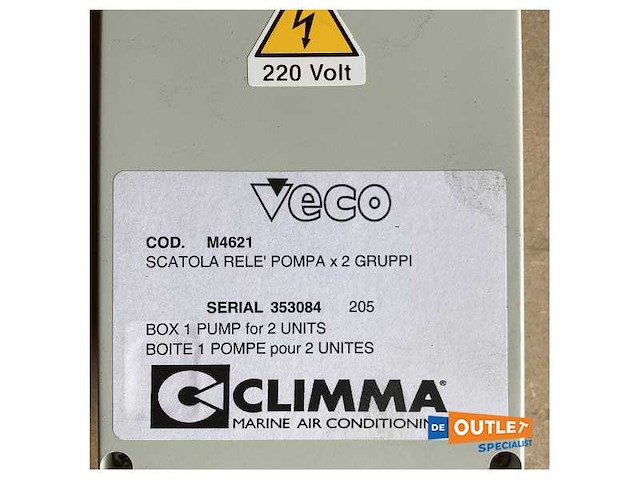 220 Volt
Veco
COD. M4621
SCATOLA RELE' POMPA x 2 GRUPPI
SERIAL 353084 205
BOX 1 PUMP for 2 UNITS
BOITE 1 POMPE pour 2 UNITES
CLIMMA®
MARINE AIR CONDITIONING
DE OUTLET
SPECIALIST